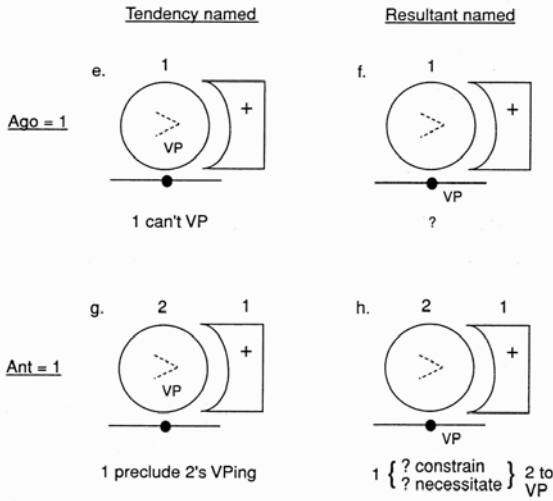 Tendency named Resultant named
e. 1 f. 1
Ago = 1
+ +
VP
VP
1 can't VP ?
g. 2 1 h. 2 1
Ant = 1
+ +
VP
VP
1 preclude 2's VPing 1 { ? constrain ? necessitate } 2 to VP